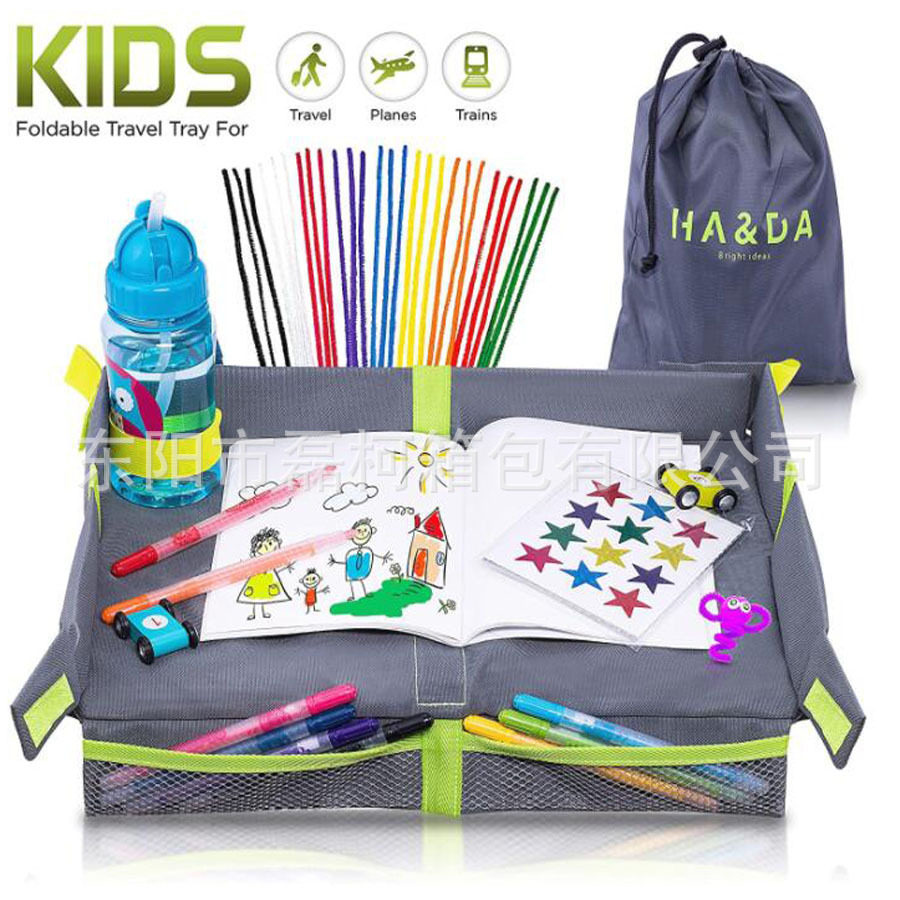 KIDS
Foldable Travel Tray For
Travel
Planes
Trains
HA&DA
Bright ideas
东阳市磊柯箱包有限公司
1